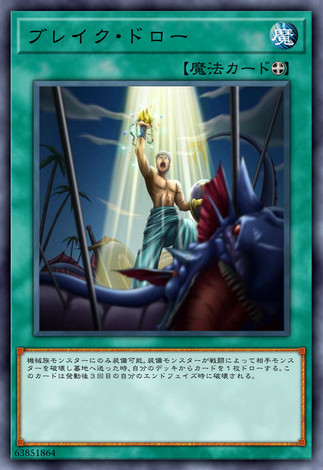 ブレイク・ドロー
魔
【魔法カード】
機械族モンスターにのみ装備可能。装備モンスターが戦闘によって相手モンス
ターを破壊し墓地へ送った時、自分のデッキからカードを1枚ドローする。こ
のカードは発動後3回目の自分のエンドフェイズ時に破壊される。
63851864